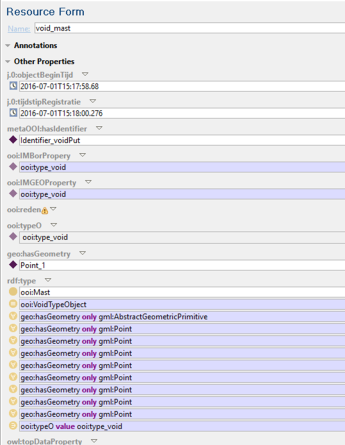 Resource Form
Name: void_mast
Annotations
Other Properties
j.0:objectBeginTijd
2016-07-01T15:17:58.68
j.0:tijdstipRegistratie
2016-07-01T15:18:00.276
metaOOI:hasIdentifier
Identifier_voidPut
ooi:IMBorPropery
ooi:type_void
ooi:IMGEOProperty
ooi:type_void
ooi:reden
ooi:typeO
ooi:type_void
geo:hasGeometry
Point_1
rdf:type
ooi:Mast
ooi:VoidTypeObject
geo:hasGeometry only gml:AbstractGeometricPrimitive
geo:hasGeometry only gml:Point
geo:hasGeometry only gml:Point
geo:hasGeometry only gml:Point
geo:hasGeometry only gml:Point
geo:hasGeometry only gml:Point
geo:hasGeometry only gml:Point
geo:hasGeometry only gml:Point
geo:hasGeometry only gml:Point
ooi:typeO value ooi:type_void
owl:topDataProperty